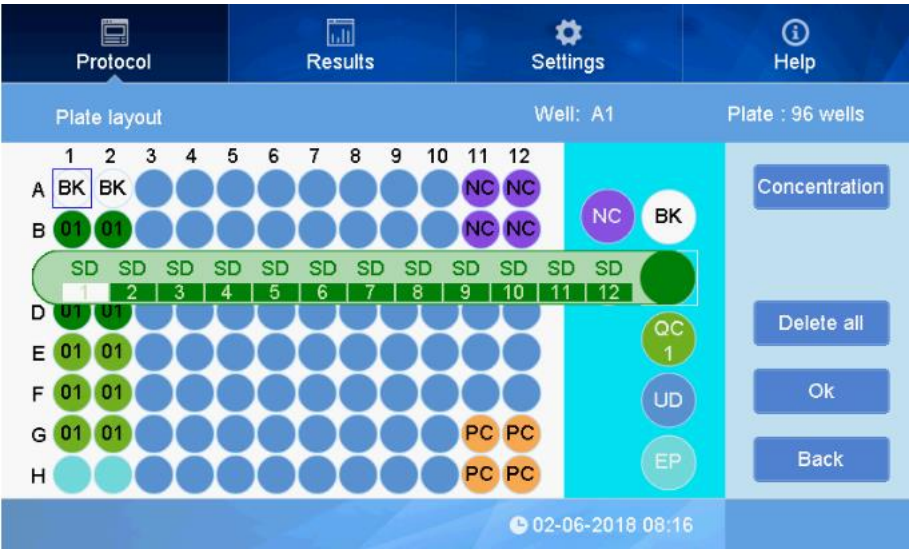 Protocol Results Settings Help
Plate layout Well: A1 Plate : 96 wells
1 2 3 4 5 6 7 8 9 10 11 12
A BK BK NC NC
Concentration
NC BK
B 01 01 NC NC
SD SD SD SD SD SD SD SD SD SD SD SD
1 2 3 4 5 6 7 8 9 10 11 12
D 01 01
Delete all
QC
1
E 01 01
F 01 01
UD
Ok
G 01 01 PC PC
EP
Back
H PC PC
02-06-2018 08:16